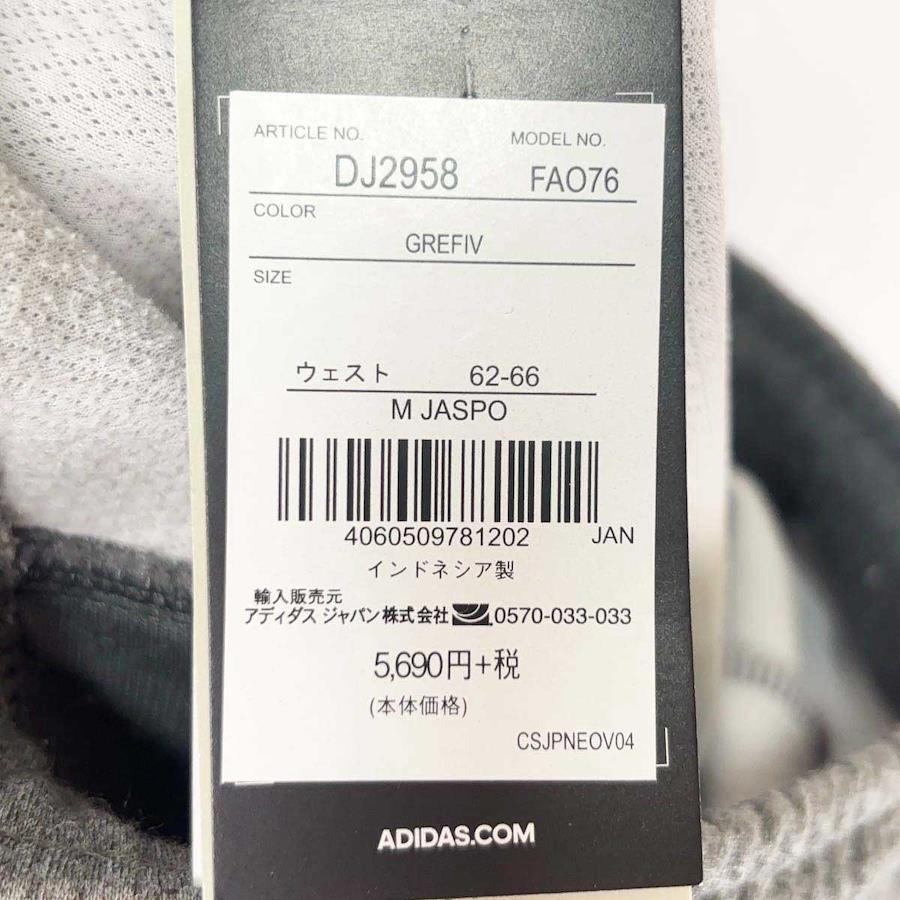 ARTICLE NO. MODEL NO.
DJ2958 FAO76
COLOR
GREFIV
SIZE
ウェスト 62-66
M JASPO
4060509781202 JAN
インドネシア製
輸入販売元
アディダス ジャパン株式会社 0570-033-033
5,690円+税
(本体価格)
CSJPNEOV04
ADIDAS.COM